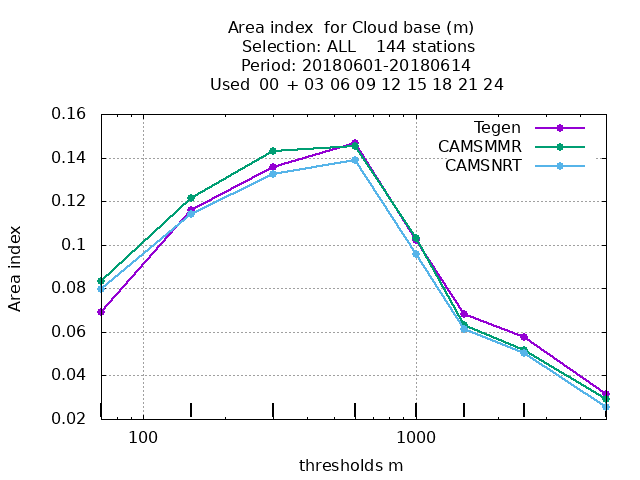 Area index  for Cloud base (m)
Selection: ALL    144 stations
Period: 20180601-20180614
Used  00 + 03 06 09 12 15 18 21 24
0.16
0.14
0.12
0.1
0.08
0.06
0.04
0.02
Area index
Tegen
CAMSMMR
CAMSNRT
100
1000
thresholds m